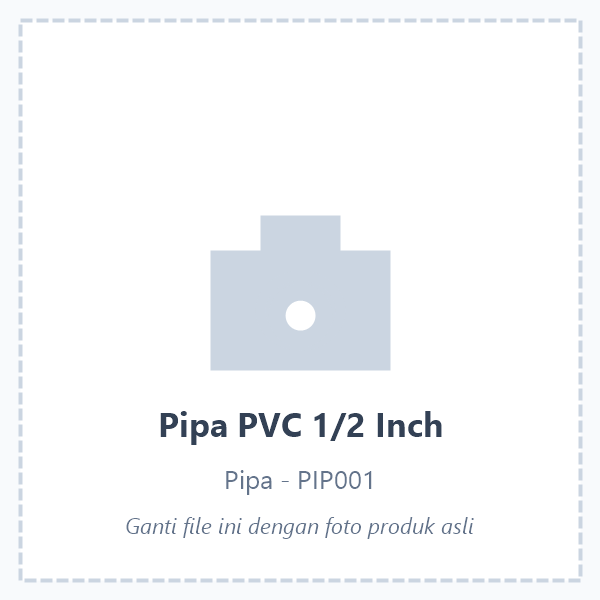 Pipa PVC 1/2 Inch
Pipa - PIP001
Ganti file ini dengan foto produk asli